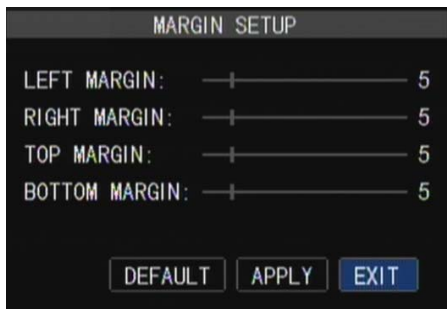 MARGIN SETUP
LEFT MARGIN: 5
RIGHT MARGIN: 5
TOP MARGIN: 5
BOTTOM MARGIN: 5
DEFAULT APPLY EXIT